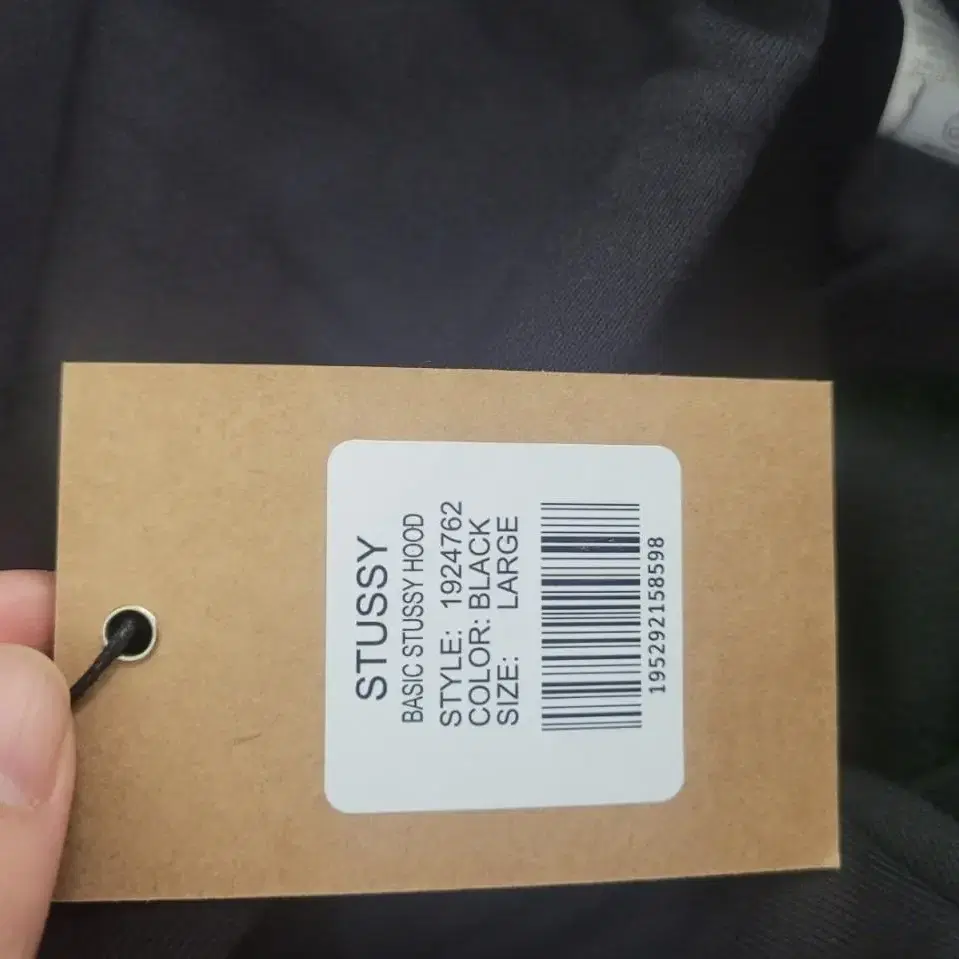 STUSSY
BASIC STUSSY HOOD
STYLE: 1924762
COLOR: BLACK
SIZE: LARGE
195292158598